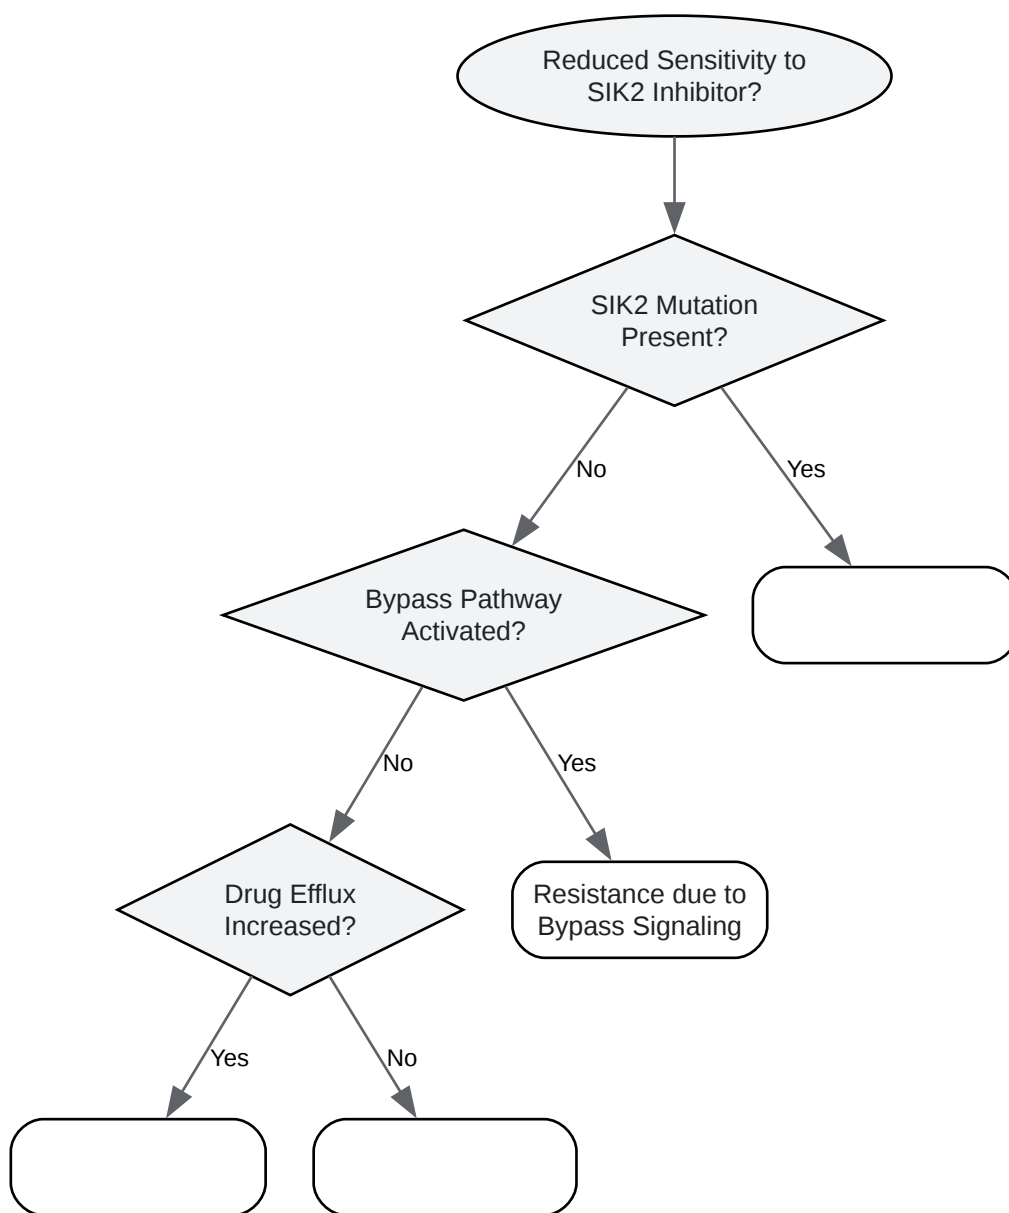 Reduced Sensitivity to
SIK2 Inhibitor?
SIK2 Mutation
Present?
No
Yes
Bypass Pathway
Activated?
No
Yes
Drug Efflux
Increased?
Resistance due to
Bypass Signaling
Yes
No